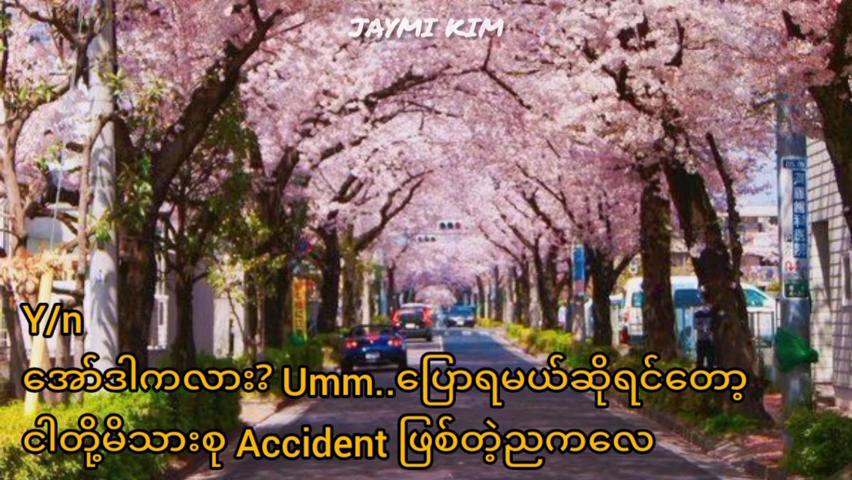 JAYMI KIM
Y/n
အော်ဒါကလား? Umm..ပြောရမယ်ဆိုရင်တော့
ငါတို့မိသားစု Accident ဖြစ်တဲ့ညကလေ